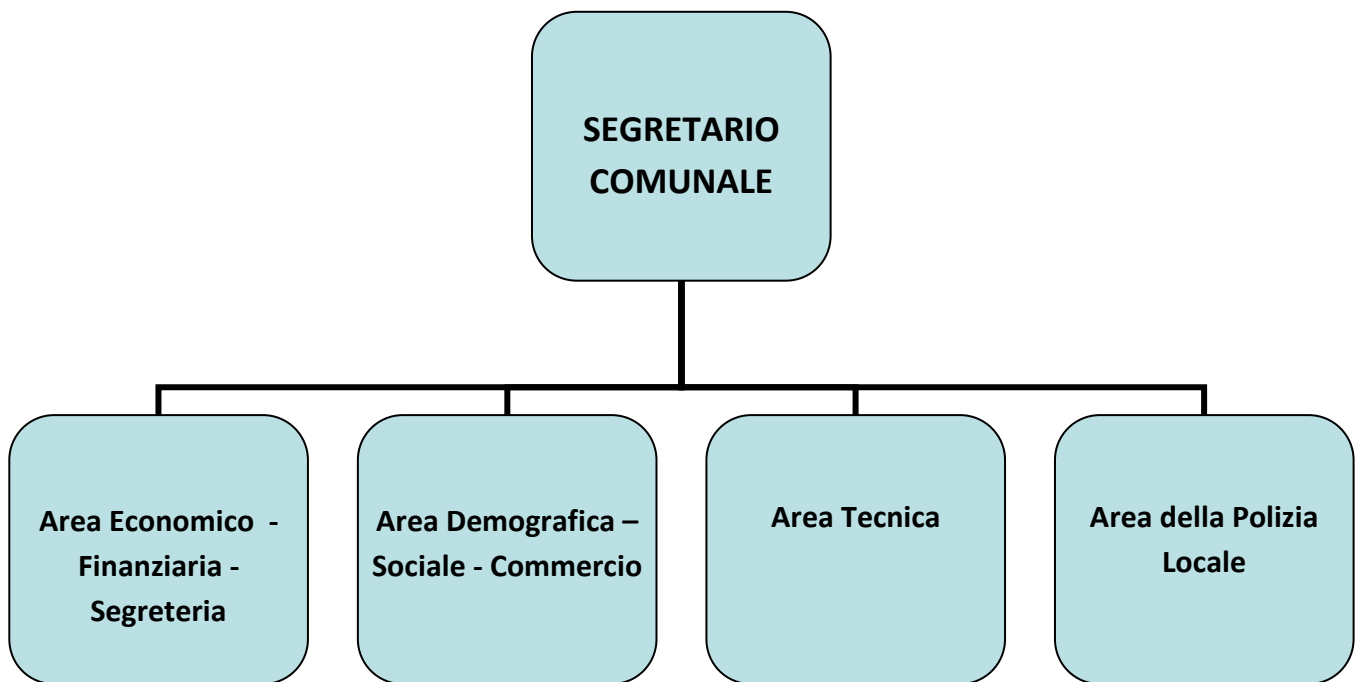 SEGRETARIO
COMUNALE
Area Economico -
Finanziaria -
Segreteria
Area Demografica –
Sociale - Commercio
Area Tecnica
Area della Polizia
Locale